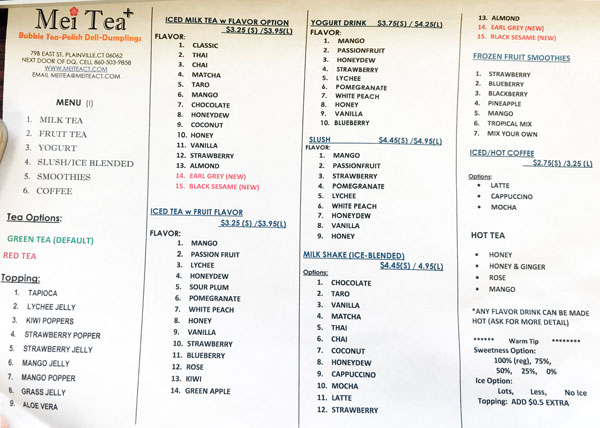 Mei Tea+
Bubble Tea-Polish Deli-Dumplings
798 EAST ST, PLAINVILLE, CT 06062
NEXT DOOR OF DQ, CELL 860-503-9858
WWW.MEITEACT.COM
EMAIL MEITEA@MEITEACT.COM
MENU (I)
1. MILK TEA
2. FRUIT TEA
3. YOGURT
4. SLUSH/ICE BLENDED
5. SMOOTHIES
6. COFFEE
Tea Options:
GREEN TEA (DEFAULT)
RED TEA
Topping:
1. TAPIOCA
2. LYCHEE JELLY
3. KIWI POPPERS
4. STRAWBERRY POPPER
5. STRAWBERRY JELLY
6. MANGO JELLY
7. MANGO POPPER
8. GRASS JELLY
9. ALOE VERA
ICED MILK TEA w FLAVOR OPTION
$3.25 (S) /$3.95(L)
FLAVOR:
1. CLASSIC
2. THAI
3. CHAI
4. MATCHA
5. TARO
6. MANGO
7. CHOCOLATE
8. HONEYDEW
9. COCONUT
10. HONEY
11. VANILLA
12. STRAWBERRY
13. ALMOND
14. EARL GREY (NEW)
15. BLACK SESAME (NEW)
ICED TEA w FRUIT FLAVOR
$3.25 (S) /$3.95(L)
FLAVOR:
1. MANGO
2. PASSION FRUIT
3. LYCHEE
4. HONEYDEW
5. SOUR PLUM
6. POMEGRANATE
7. WHITE PEACH
8. HONEY
9. VANILLA
10. STRAWBERRY
11. BLUEBERRY
12. ROSE
13. KIWI
14. GREEN APPLE
YOGURT DRINK $3.75(S) / $4.25(L)
FLAVOR:
1. MANGO
2. PASSIONFRUIT
3. HONEYDEW
4. STRAWBERRY
5. LYCHEE
6. POMEGRANATE
7. WHITE PEACH
8. HONEY
9. VANILLA
10. BLUEBERRY
SLUSH $4.45(S) /$4.95(L)
FLAVOR:
1. MANGO
2. PASSIONFRUIT
3. STRAWBERRY
4. POMEGRANATE
5. LYCHEE
6. WHITE PEACH
7. HONEYDEW
8. VANILLA
9. HONEY
MILK SHAKE (ICE-BLENDED)
$4.45(S) / 4.95(L)
Options:
1. CHOCOLATE
2. TARO
3. VANILLA
4. MATCHA
5. THAI
6. CHAI
7. COCONUT
8. HONEYDEW
9. CAPPUCCINO
10. MOCHA
11. LATTE
12. STRAWBERRY
13. ALMOND
14. EARL GREY (NEW)
15. BLACK SESAME (NEW)
FROZEN FRUIT SMOOTHIES
1. STRAWBERRY
2. BLUEBERRY
3. BLACKBERRY
4. PINEAPPLE
5. MANGO
6. TROPICAL MIX
7. MIX YOUR OWN
ICED/HOT COFFEE
$2.75(S) /3.25 (L)
Options:
• LATTE
• CAPPUCCINO
• MOCHA
HOT TEA
• HONEY
• HONEY & GINGER
• ROSE
• MANGO
*ANY FLAVOR DRINK CAN BE MADE
HOT (ASK FOR MORE DETAIL)
****** Warm Tip ********
Sweetness Option:
100% (reg), 75%,
50%, 25%, 0%
Ice Option:
Lots, Less, No Ice
Topping: ADD $0.5 EXTRA